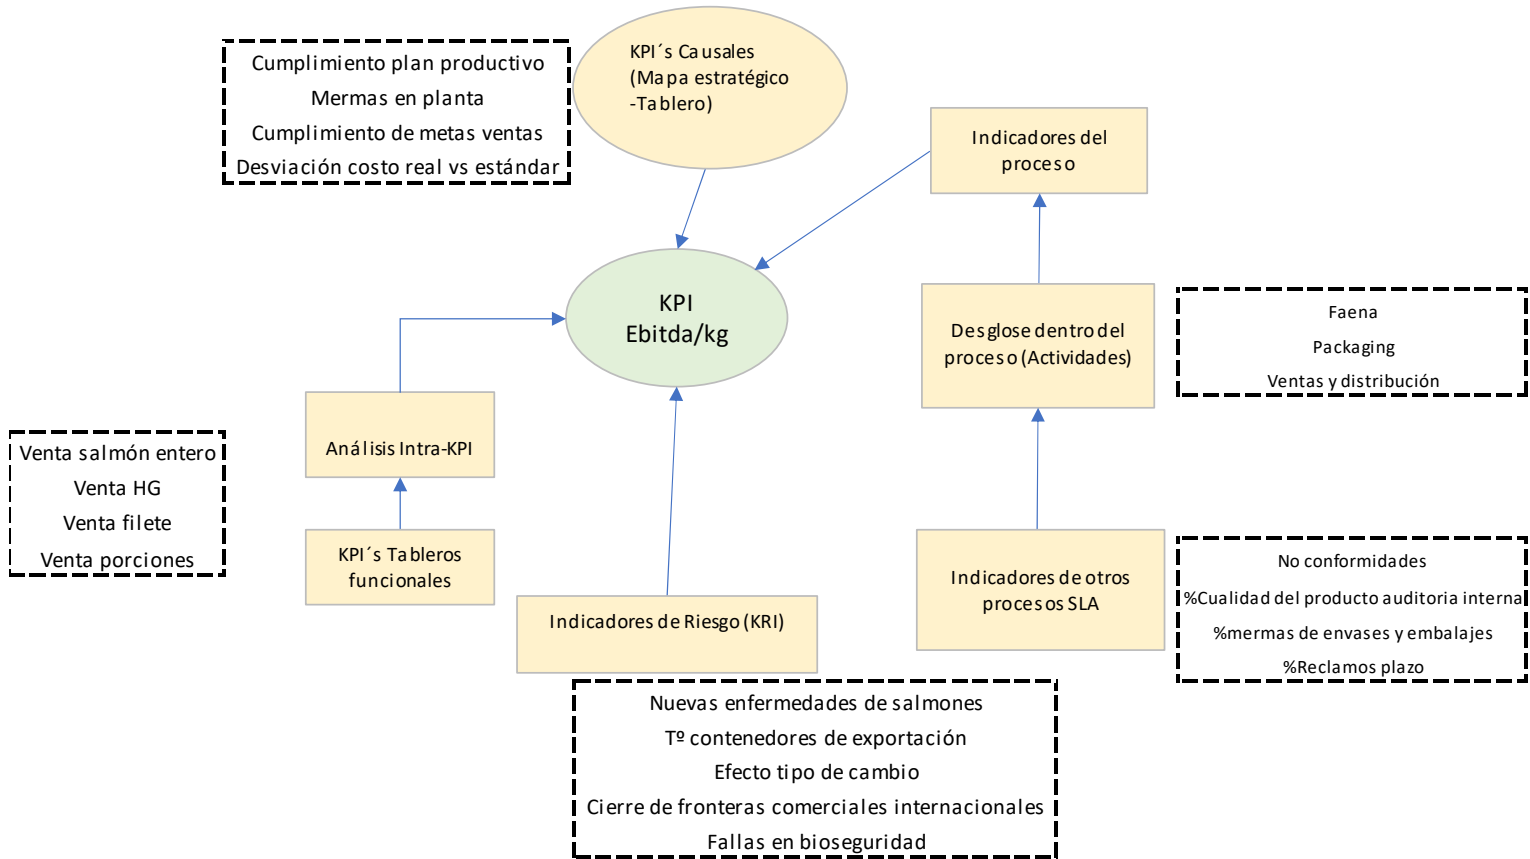 KPI´s Causales
(Mapa estratégico
-Tablero)
Cumplimiento plan productivo
Mermas en planta
Cumplimiento de metas ventas
Desviación costo real vs estándar
Indicadores del
proceso
KPI
Ebitda/kg
Desglose dentro del
proceso (Actividades)
Faena
Packaging
Ventas y distribución
Análisis Intra-KPI
Venta salmón entero
Venta HG
Venta filete
Venta porciones
KPI´s Tableros
funcionales
Indicadores de otros
procesos SLA
No conformidades
%Cualidad del producto auditoria interna
%mermas de envases y embalajes
%Reclamos plazo
Indicadores de Riesgo (KRI)
Nuevas enfermedades de salmones
Tº contenedores de exportación
Efecto tipo de cambio
Cierre de fronteras comerciales internacionales
Fallas en bioseguridad